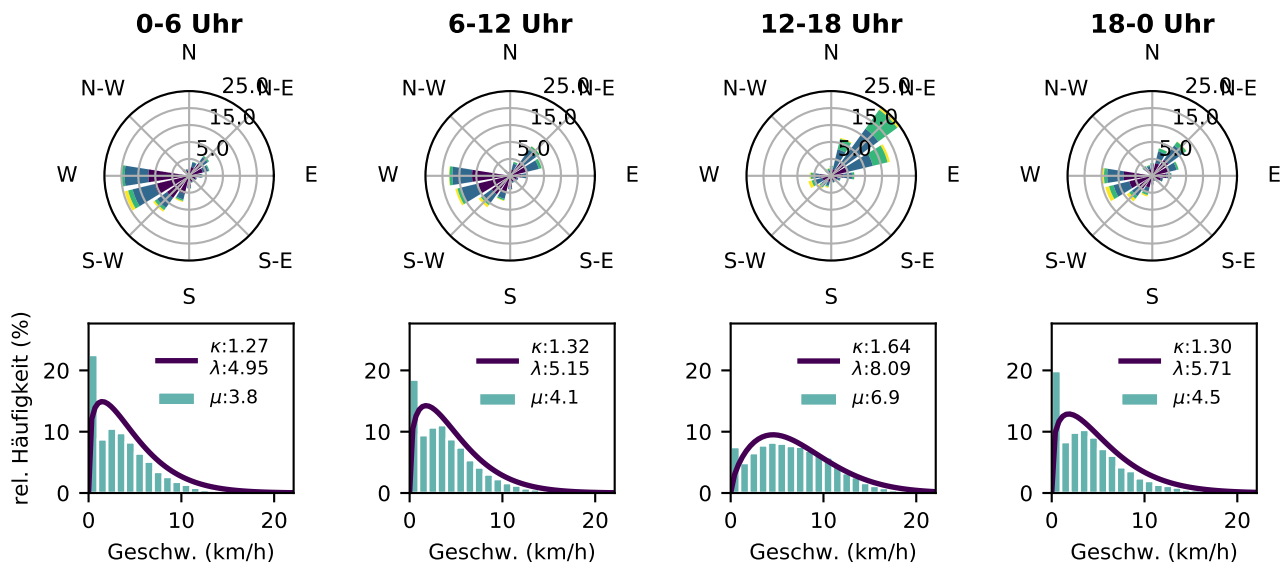 0-6 Uhr
N
N-W
25.0
N-E
15.0
5.0
W
E
S-W
S-E
S
6-12 Uhr
N
N-W
25.0
N-E
15.0
5.0
W
E
S-W
S-E
S
12-18 Uhr
N
N-W
25.0
N-E
15.0
5.0
W
E
S-W
S-E
S
18-0 Uhr
N
N-W
25.0
N-E
15.0
5.0
W
E
S-W
S-E
S
rel. Häufigkeit (%)
κ:1.27
λ:4.95
μ:3.8
20
10
0
0 10 20
Geschw. (km/h)
κ:1.32
λ:5.15
μ:4.1
20
10
0
0 10 20
Geschw. (km/h)
κ:1.64
λ:8.09
μ:6.9
20
10
0
0 10 20
Geschw. (km/h)
κ:1.30
λ:5.71
μ:4.5
20
10
0
0 10 20
Geschw. (km/h)